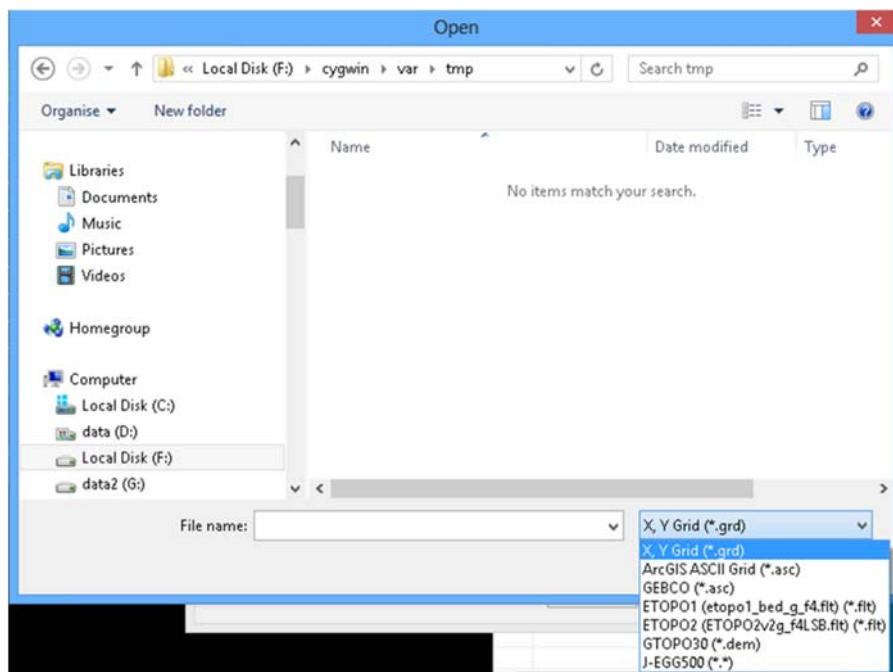 Open
« Local Disk (F:) cygwin var tmp
Search tmp
Organise
New folder
Name
Date modified
Type
No items match your search.
Libraries
Documents
Music
Pictures
Videos
Homegroup
Computer
Local Disk (C:)
data (D:)
Local Disk (F:)
data2 (G:)
File name:
X, Y Grid (*.grd)
X, Y Grid (*.grd)
ArcGIS ASCII Grid (*.asc)
GEBCO (*.asc)
ETOPO1 (etopo1_bed_g_f4.flt) (*.flt)
ETOPO2 (ETOPO2v2g_f4LSB.flt) (*.flt)
GTOPO30 (*.dem)
J-EGG500 (*.*)